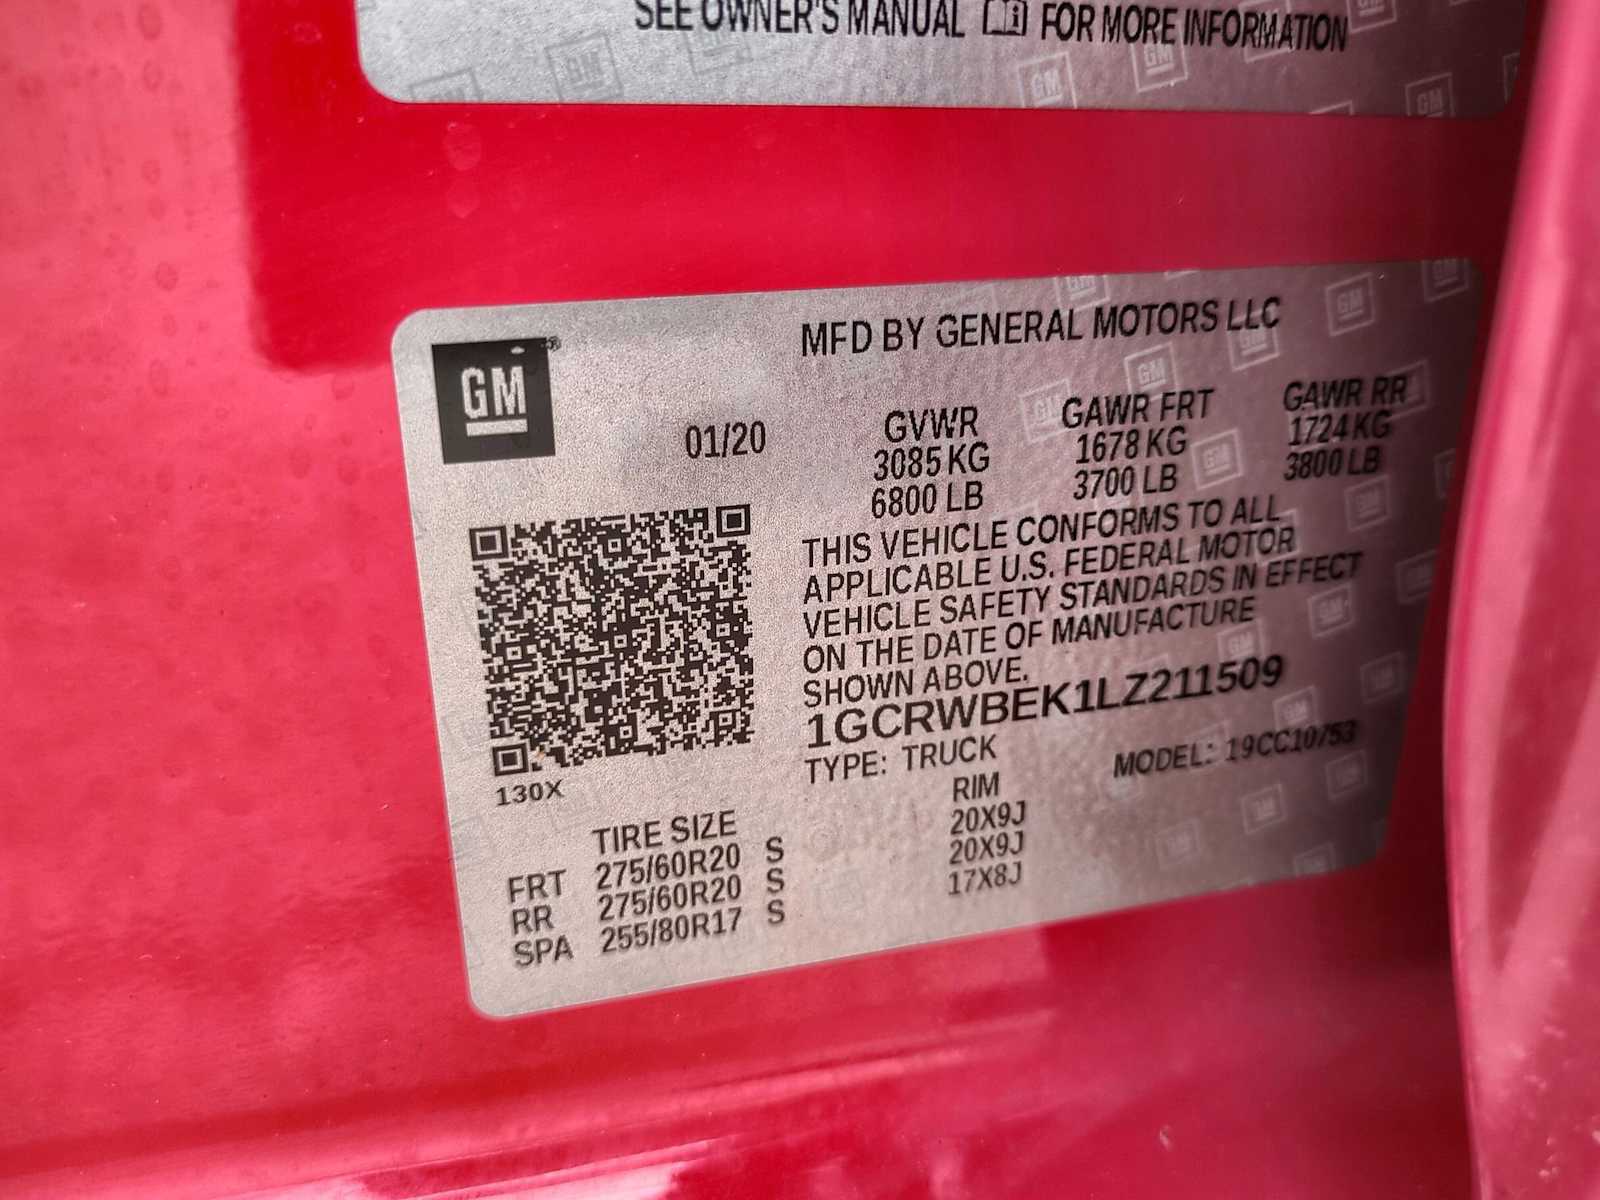 SEE OWNER'S MANUAL FOR MORE INFORMATION
GM
MFD BY GENERAL MOTORS LLC
01/20
GVWR GAWR FRT GAWR RR
3085 KG 1678 KG 1724 KG
6800 LB 3700 LB 3800 LB
THIS VEHICLE CONFORMS TO ALL
APPLICABLE U.S. FEDERAL MOTOR
VEHICLE SAFETY STANDARDS IN EFFECT
ON THE DATE OF MANUFACTURE
SHOWN ABOVE.
1GCRWBEK1LZ211509
TYPE: TRUCK MODEL: 19CC10753
130X
TIRE SIZE RIM
FRT 275/60R20 S 20X9J
RR 275/60R20 S 20X9J
SPA 255/80R17 S 17X8J